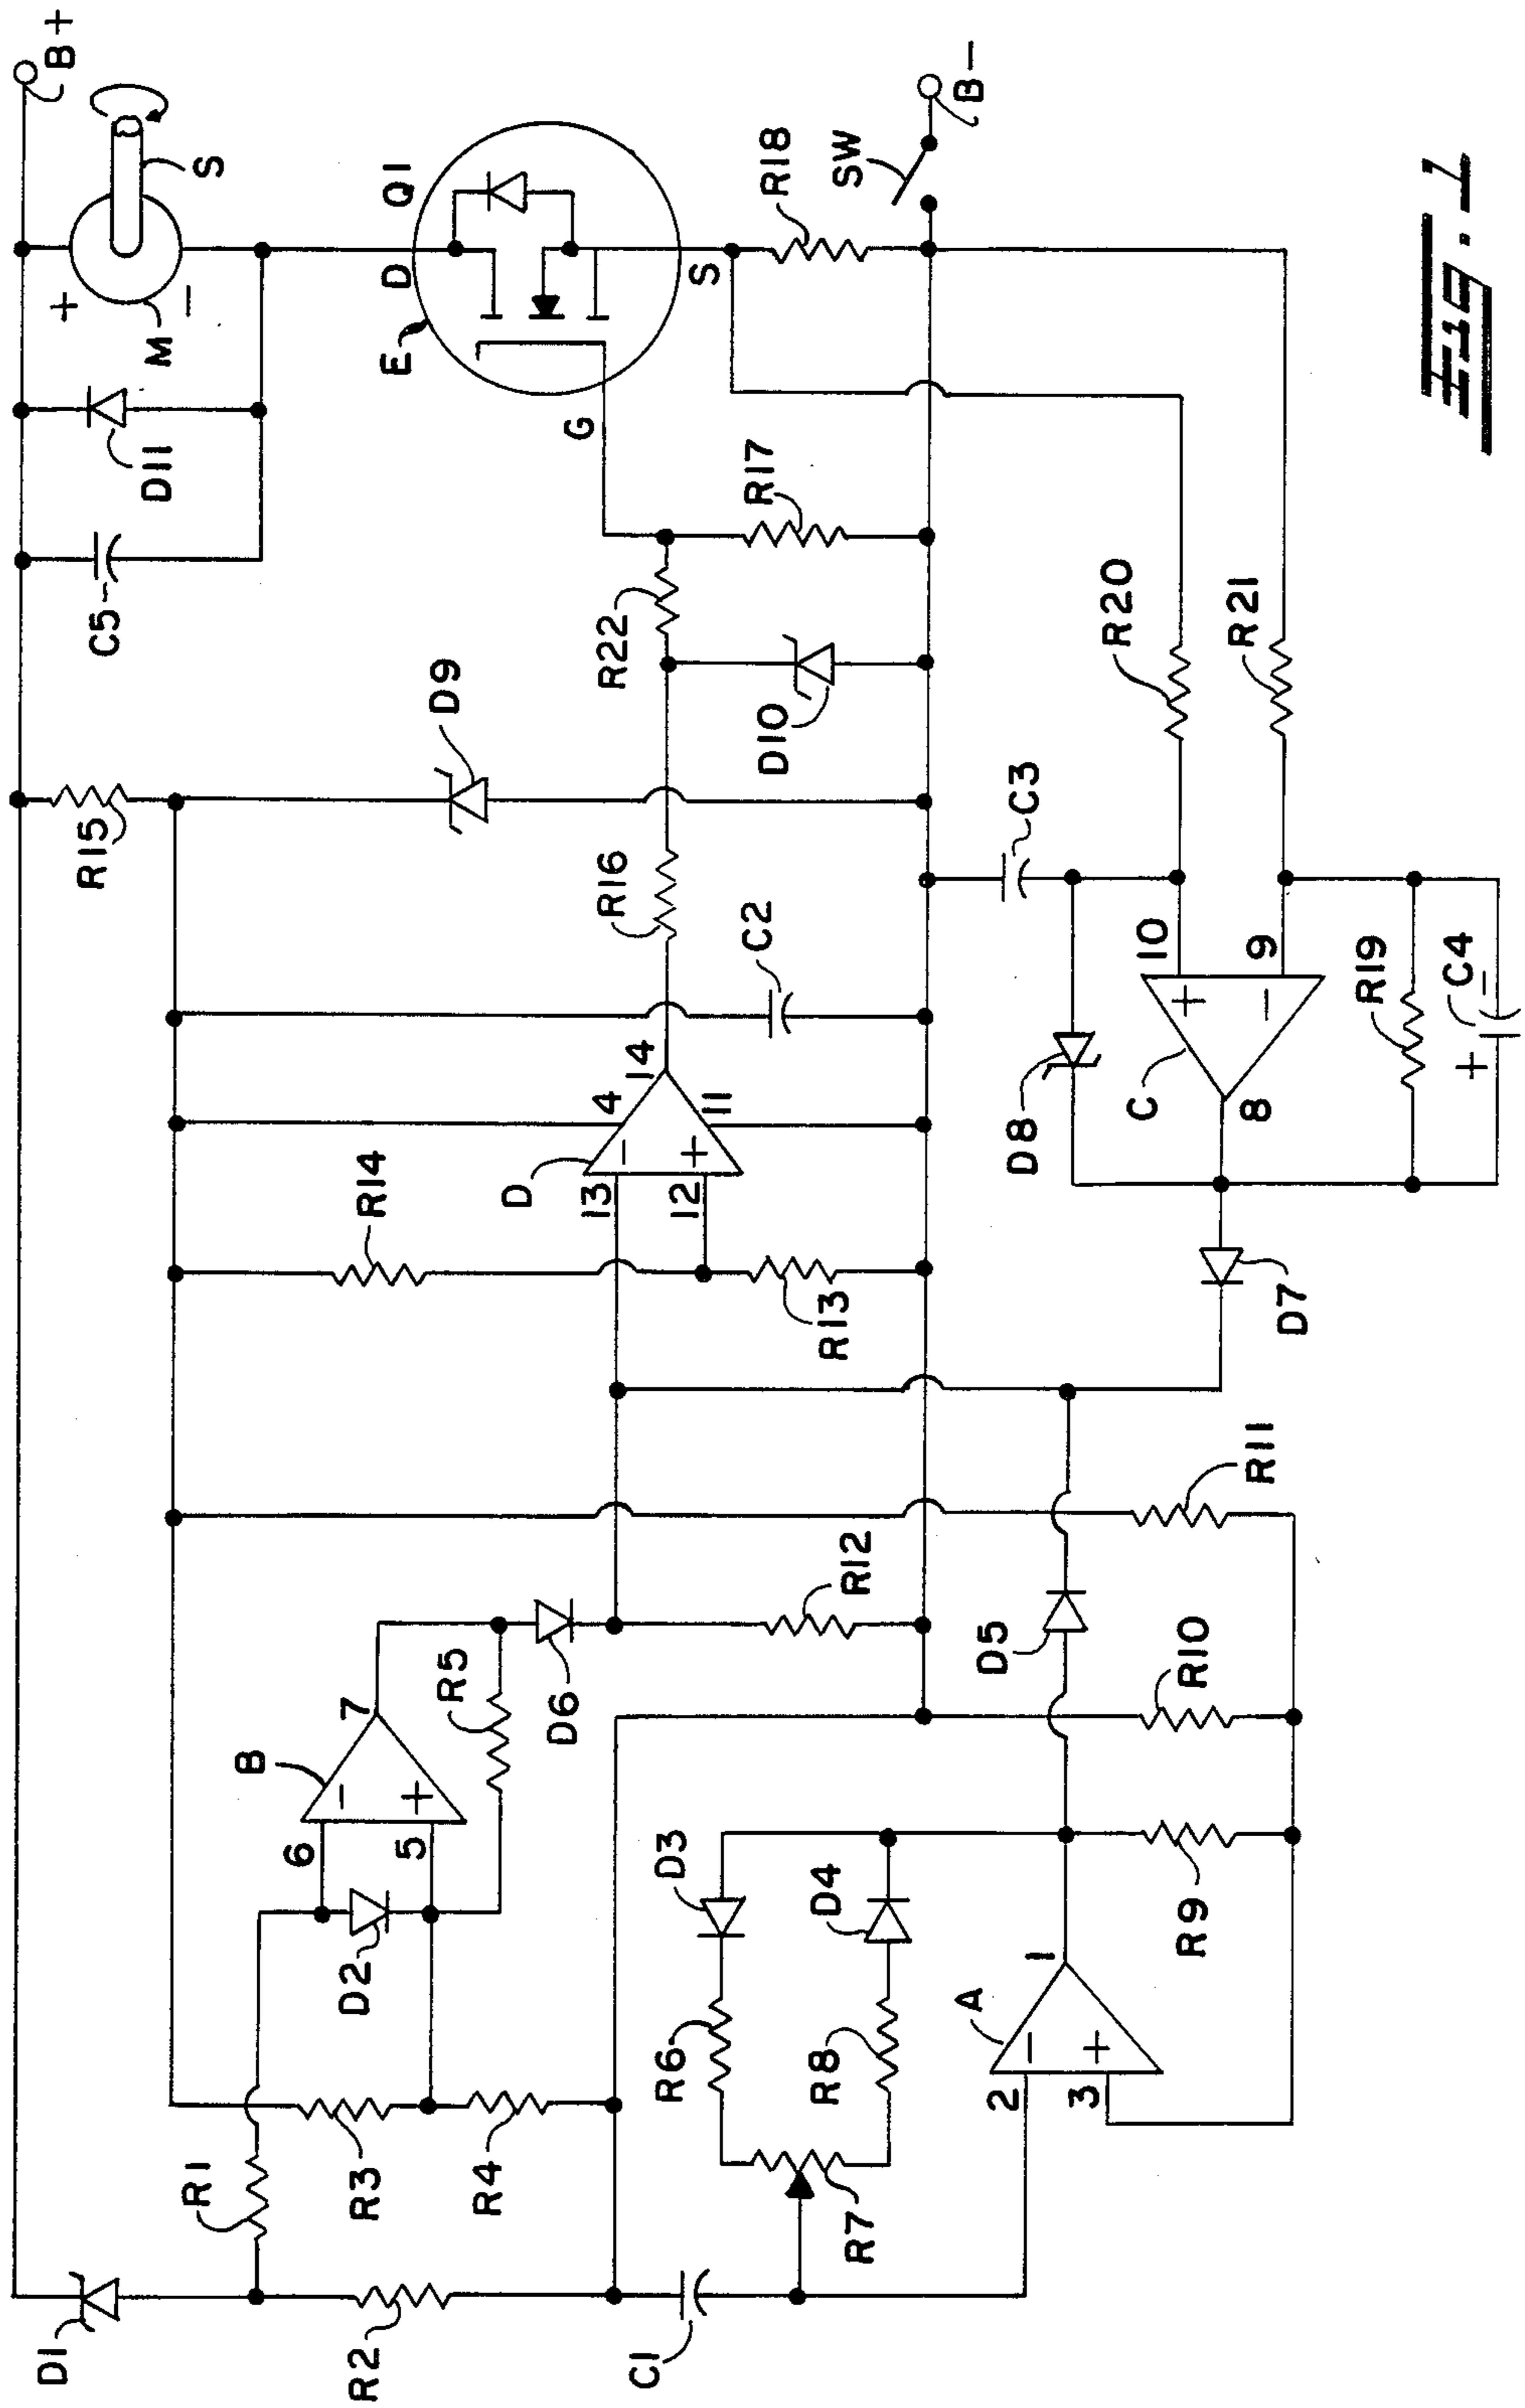 B+
S
M
+
−
D11
C5
Q1
D
E
G
S
R18
SW
B−
R17
R22
D10
D9
R15
R16
C2
R20
R21
C3
10
9
+
−
C
8
D8
R19
C4
+
−
D7
14
4
11
−
+
D
13
12
R14
R13
R11
R12
D5
R10
B
7
−
+
6
5
R5
D6
D2
D3
D4
R9
R6
R8
A
1
−
+
2
3
R7
R1
R3
R4
D1
R2
C1
Fig. 1